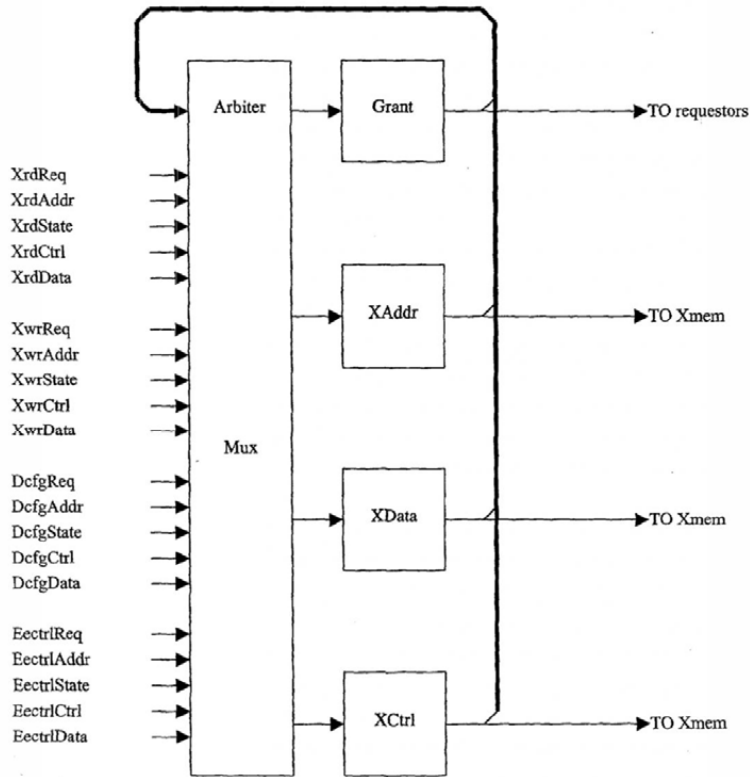 Arbiter
Grant
TO requestors
XrdReq
XrdAddr
XrdState
XrdCtrl
XrdData
XAddr
TO Xmem
XwrReq
XwrAddr
XwrState
XwrCtrl
XwrData
Mux
DcfgReq
DcfgAddr
DcfgState
DcfgCtrl
DcfgData
XData
TO Xmem
EectrlReq
EectrlAddr
EectrlState
EectrlCtrl
EectrlData
XCtrl
TO Xmem